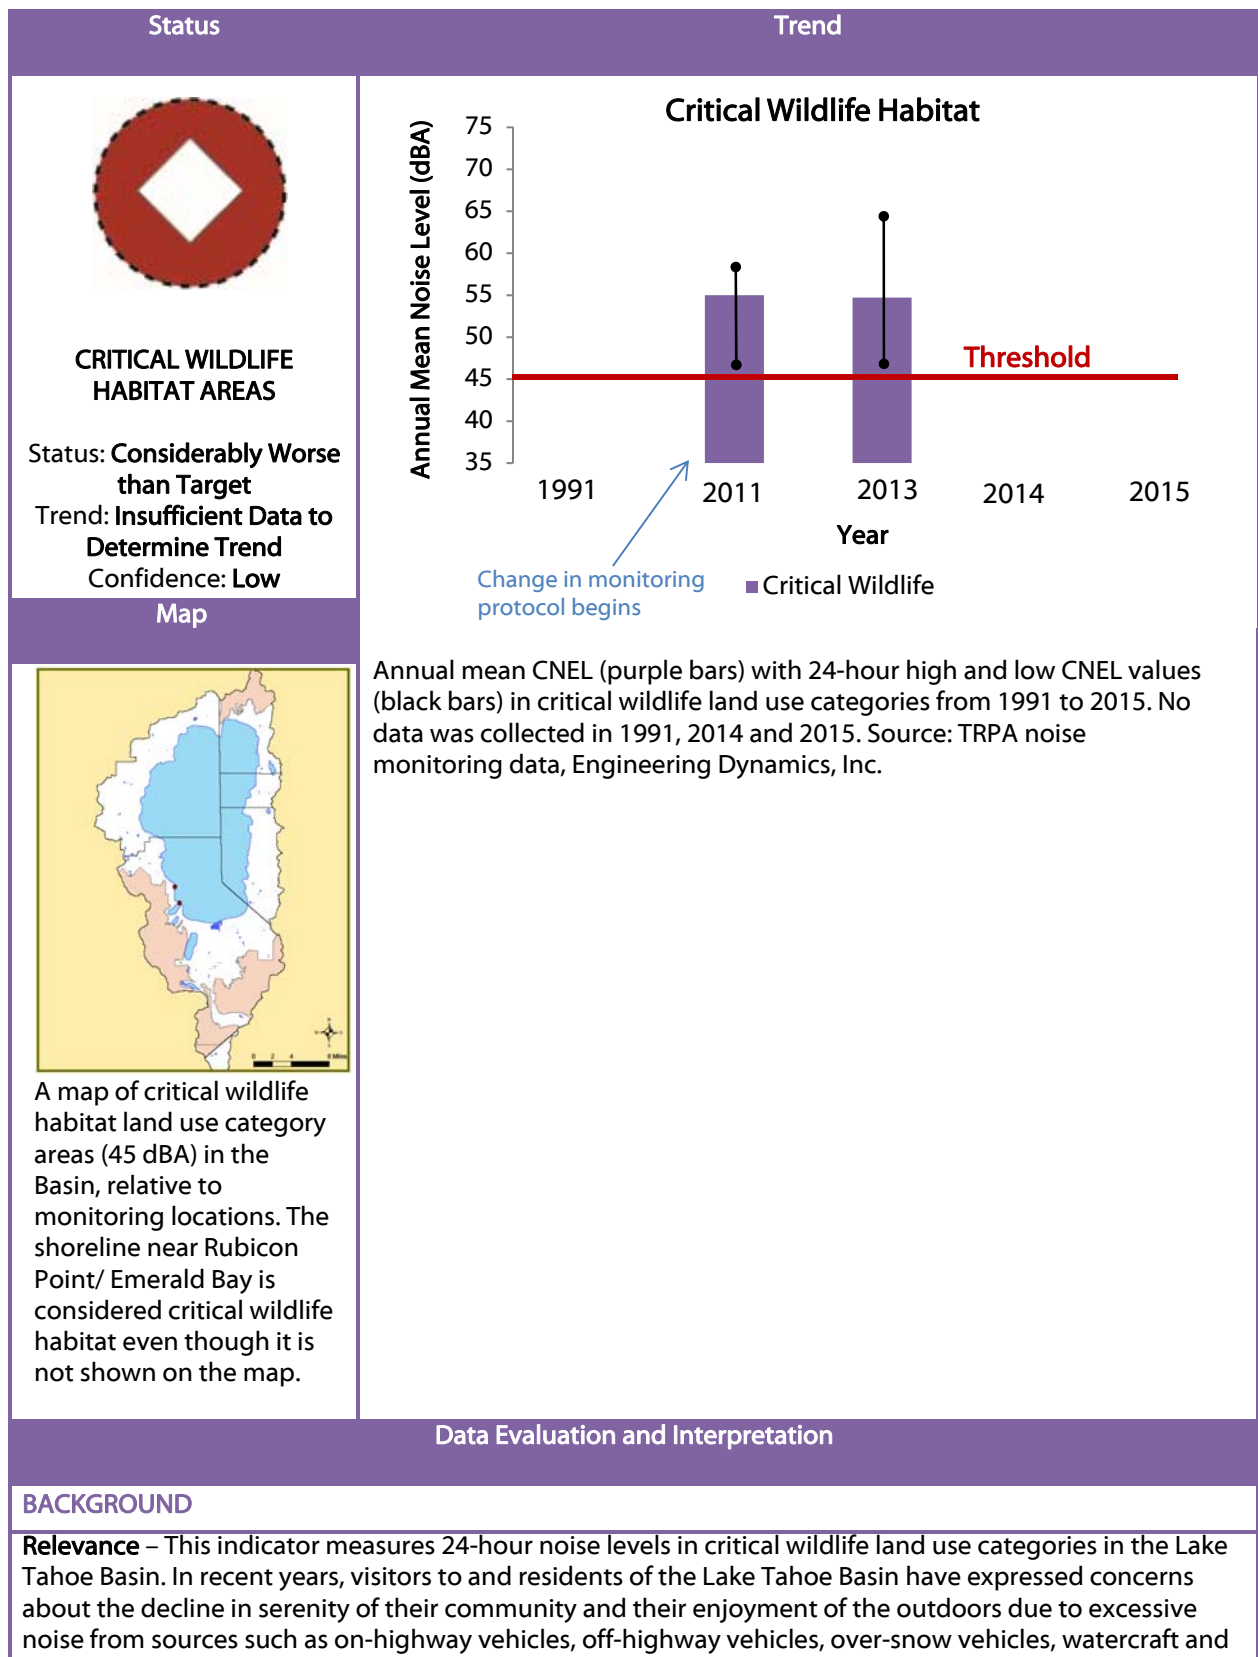 Status
Trend
CRITICAL WILDLIFE
HABITAT AREAS
Status: Considerably Worse
than Target
Trend: Insufficient Data to
Determine Trend
Confidence: Low
Critical Wildlife Habitat
Annual Mean Noise Level (dBA)
75
70
65
60
55
50
45
40
35
Threshold
1991
2011
2013
2014
2015
Year
Change in monitoring
protocol begins
Critical Wildlife
Map
0 2 4 8 Miles
A map of critical wildlife
habitat land use category
areas (45 dBA) in the
Basin, relative to
monitoring locations. The
shoreline near Rubicon
Point/ Emerald Bay is
considered critical wildlife
habitat even though it is
not shown on the map.
Annual mean CNEL (purple bars) with 24-hour high and low CNEL values
(black bars) in critical wildlife land use categories from 1991 to 2015. No
data was collected in 1991, 2014 and 2015. Source: TRPA noise
monitoring data, Engineering Dynamics, Inc.
Data Evaluation and Interpretation
BACKGROUND
Relevance – This indicator measures 24-hour noise levels in critical wildlife land use categories in the Lake
Tahoe Basin. In recent years, visitors to and residents of the Lake Tahoe Basin have expressed concerns
about the decline in serenity of their community and their enjoyment of the outdoors due to excessive
noise from sources such as on-highway vehicles, off-highway vehicles, over-snow vehicles, watercraft and